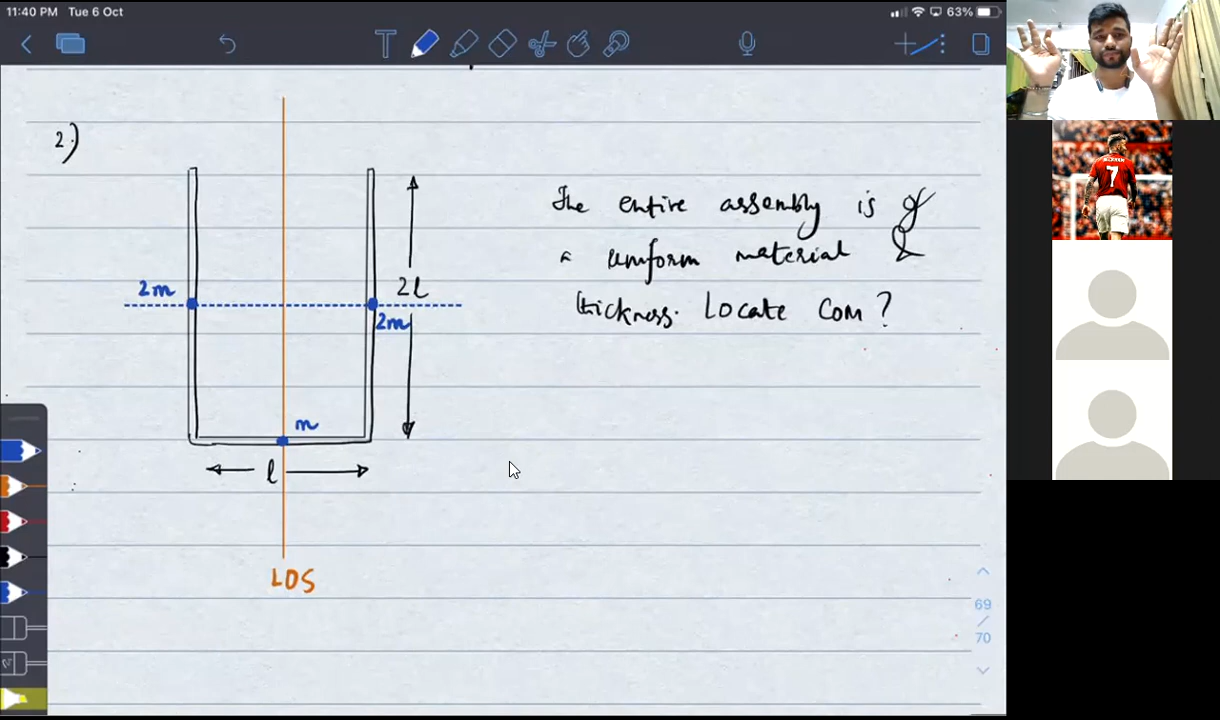 11:40 PM Tue 6 Oct
63%
T
2)
The entire assembly is of
a uniform material &
thickness. Locate Com ?
2m
2l
2m
m
l
LOS
69
/
70
7